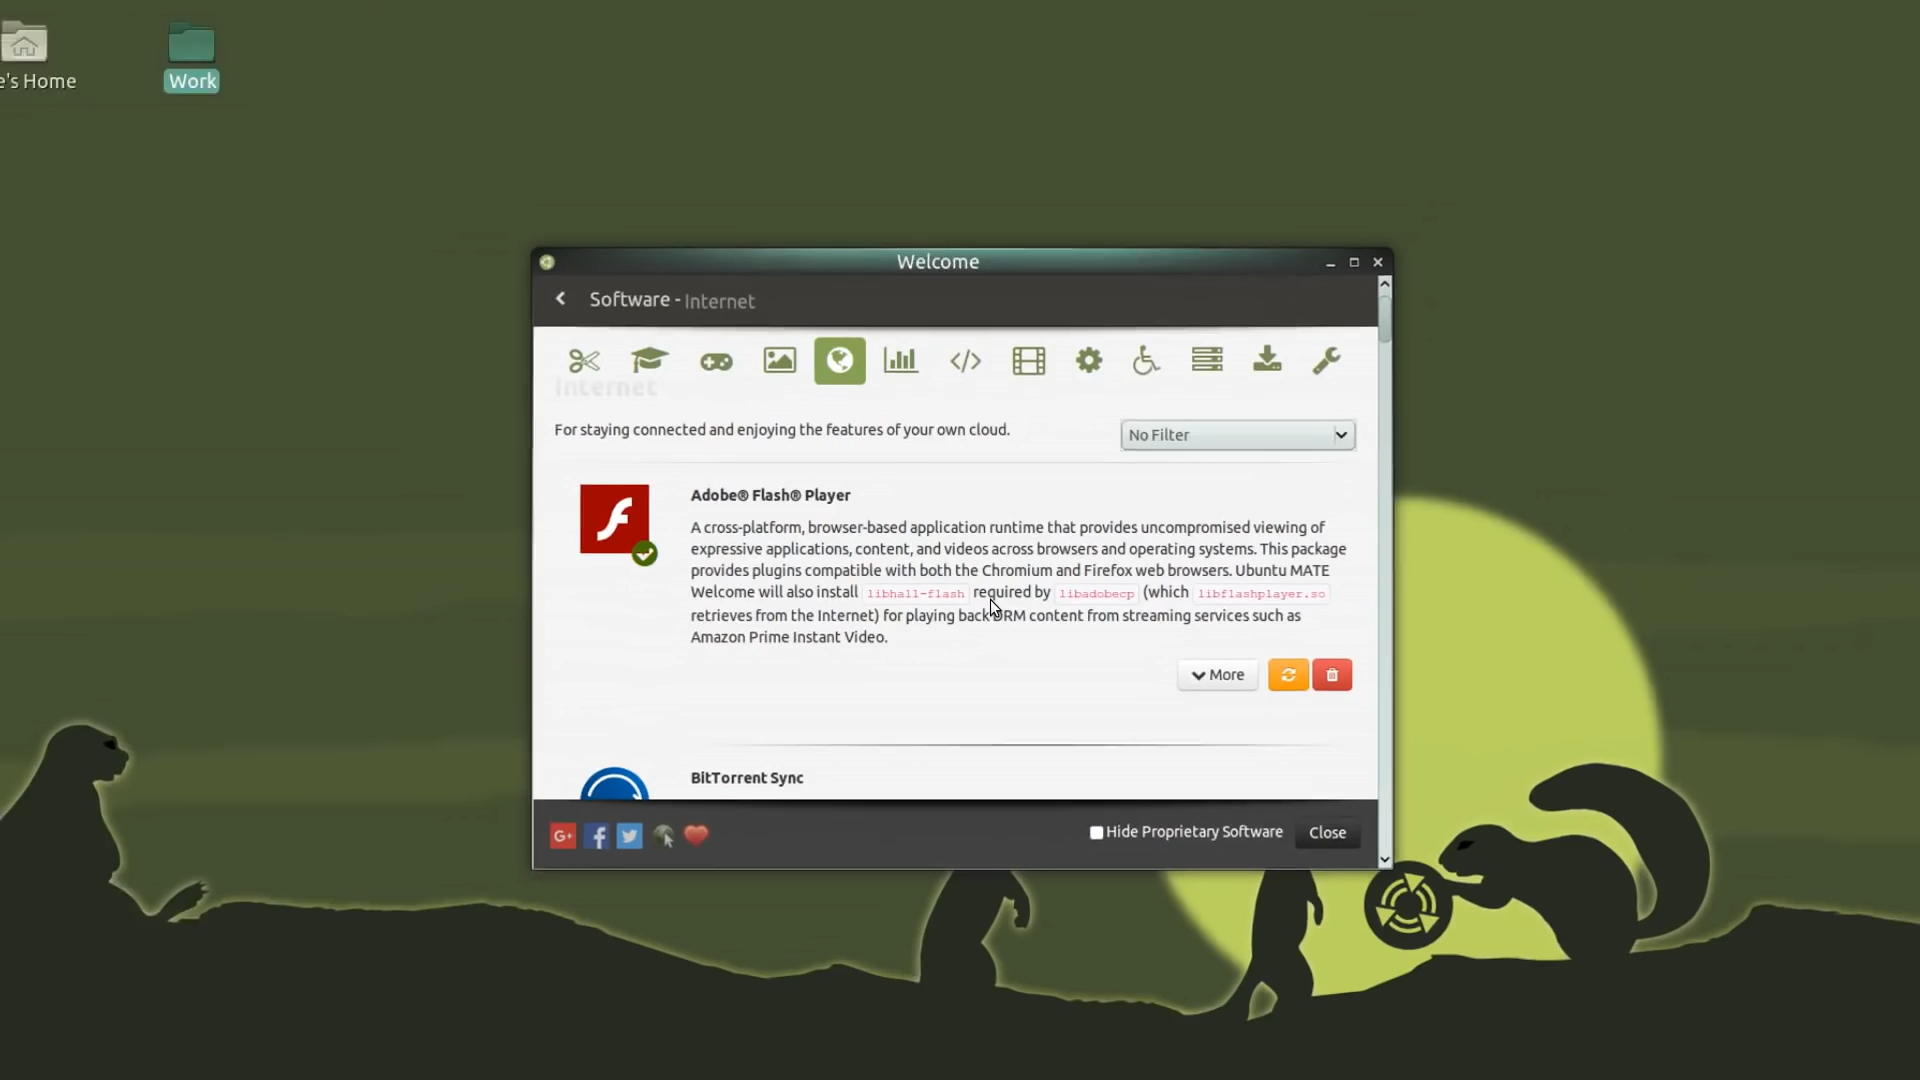 e's Home
Work
Welcome
Software - Internet
Internet
For staying connected and enjoying the features of your own cloud.
No Filter
Adobe® Flash® Player
A cross-platform, browser-based application runtime that provides uncompromised viewing of
expressive applications, content, and videos across browsers and operating systems. This package
provides plugins compatible with both the Chromium and Firefox web browsers. Ubuntu MATE
Welcome will also install libhall-flash required by libadobecp (which libflashplayer.so
retrieves from the Internet) for playing back DRM content from streaming services such as
Amazon Prime Instant Video.
More
BitTorrent Sync
G+
Hide Proprietary Software
Close